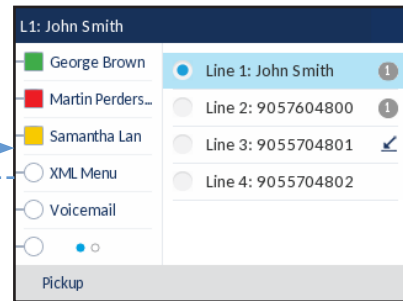 L1: John Smith
George Brown
Martin Perders...
Samantha Lan
XML Menu
Voicemail
Line 1: John Smith 1
Line 2: 9057604800 1
Line 3: 9055704801
Line 4: 9055704802
Pickup